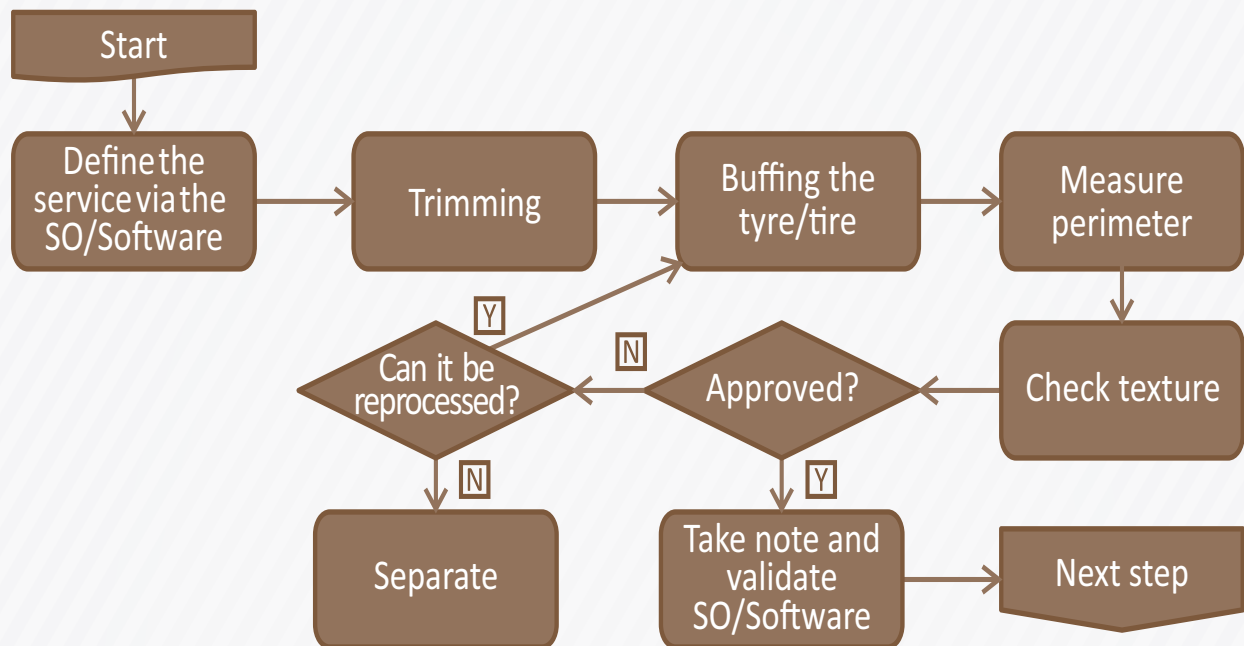 Start
Define the
service via the
SO/Software
Trimming
Buffing the
tyre/tire
Measure
perimeter
Y
N
Can it be
reprocessed?
Approved?
Check texture
N
Y
Separate
Take note and
validate
SO/Software
Next step